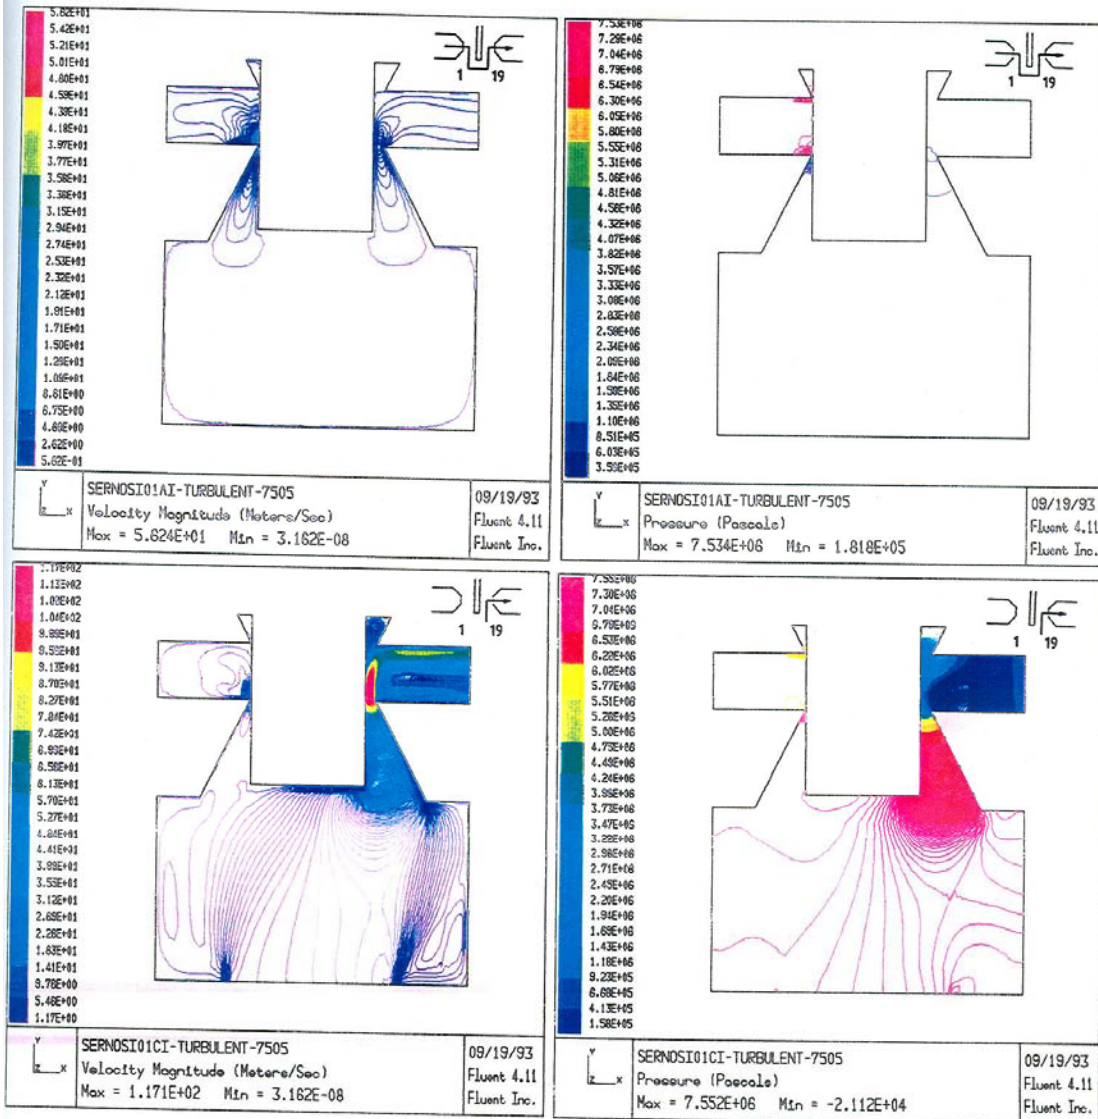 5.62E+01
5.42E+01
5.21E+01
5.01E+01
4.80E+01
4.59E+01
4.39E+01
4.18E+01
3.97E+01
3.77E+01
3.56E+01
3.36E+01
3.15E+01
2.94E+01
2.74E+01
2.53E+01
2.32E+01
2.12E+01
1.91E+01
1.71E+01
1.50E+01
1.29E+01
1.09E+01
8.81E+00
6.75E+00
4.69E+00
2.62E+00
5.62E-01
1 19
Y
Z X
SERNOSI01AI-TURBULENT-7505
Velocity Magnitude (Meters/Sec)
Max = 5.624E+01 Min = 3.162E-08
09/19/93
Fluent 4.11
Fluent Inc.
7.53E+06
7.29E+06
7.04E+06
6.79E+06
6.54E+06
6.30E+06
6.05E+06
5.80E+06
5.55E+06
5.31E+06
5.06E+06
4.81E+06
4.56E+06
4.32E+06
4.07E+06
3.82E+06
3.57E+06
3.33E+06
3.08E+06
2.83E+06
2.58E+06
2.34E+06
2.09E+06
1.84E+06
1.59E+06
1.35E+06
1.10E+06
8.51E+05
6.03E+05
3.56E+05
1 19
Y
Z X
SERNOSI01AI-TURBULENT-7505
Pressure (Pascals)
Max = 7.534E+06 Min = 1.818E+05
09/19/93
Fluent 4.11
Fluent Inc.
1.17E+02
1.13E+02
1.08E+02
1.04E+02
9.99E+01
9.56E+01
9.13E+01
8.70E+01
8.27E+01
7.84E+01
7.42E+01
6.99E+01
6.56E+01
6.13E+01
5.70E+01
5.27E+01
4.84E+01
4.41E+01
3.98E+01
3.55E+01
3.12E+01
2.69E+01
2.26E+01
1.83E+01
1.41E+01
9.76E+00
5.46E+00
1.17E+00
1 19
Y
Z X
SERNOSI01CI-TURBULENT-7505
Velocity Magnitude (Meters/Sec)
Max = 1.171E+02 Min = 3.162E-08
09/19/93
Fluent 4.11
Fluent Inc.
7.55E+06
7.30E+06
7.04E+06
6.79E+06
6.53E+06
6.28E+06
6.02E+06
5.77E+06
5.51E+06
5.26E+06
5.00E+06
4.75E+06
4.49E+06
4.24E+06
3.98E+06
3.73E+06
3.47E+06
3.22E+06
2.96E+06
2.71E+06
2.45E+06
2.20E+06
1.94E+06
1.69E+06
1.43E+06
1.18E+06
9.23E+05
6.68E+05
4.13E+05
1.58E+05
1 19
Y
Z X
SERNOSI01CI-TURBULENT-7505
Pressure (Pascals)
Max = 7.552E+06 Min = -2.112E+04
09/19/93
Fluent 4.11
Fluent Inc.